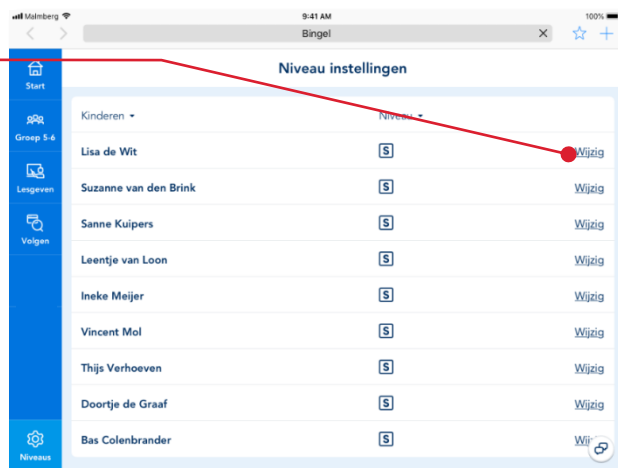 Malmberg 9:41 AM 100%
Bingel
Niveau instellingen
Start
Groep 5-6
Lesgeven
Volgen
Niveaus
Kinderen Niveau
Lisa de Wit S Wijzig
Suzanne van den Brink S Wijzig
Sanne Kuipers S Wijzig
Leentje van Loon S Wijzig
Ineke Meijer S Wijzig
Vincent Mol S Wijzig
Thijs Verhoeven S Wijzig
Doortje de Graaf S Wijzig
Bas Colenbrander S